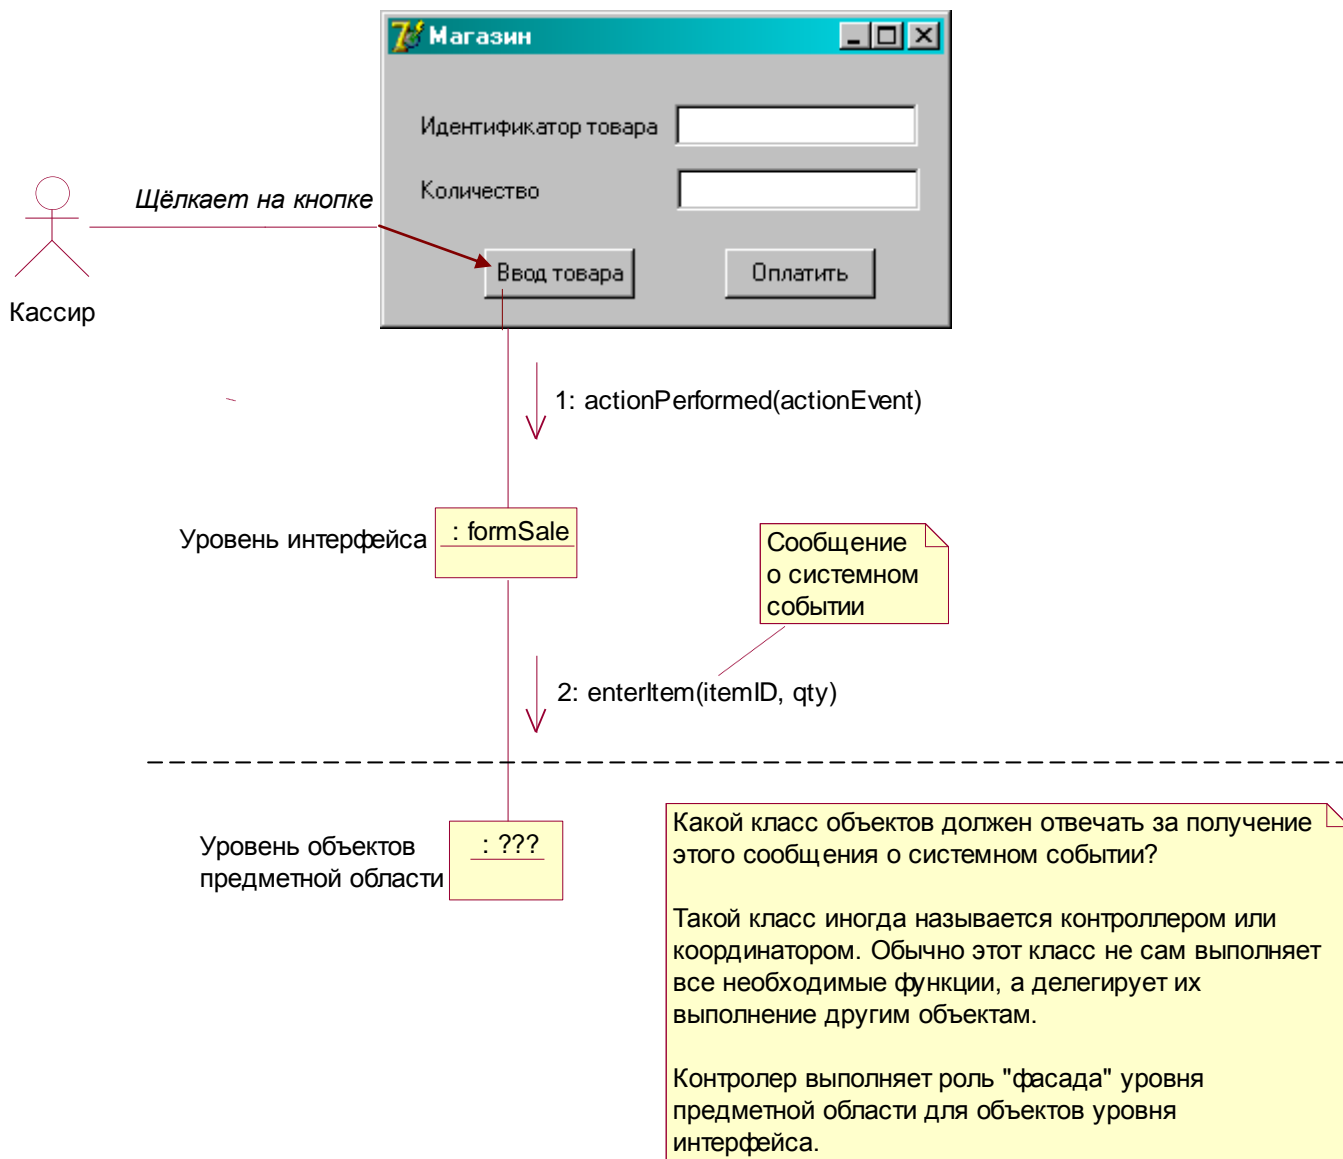 Магазин
Идентификатор товара
Количество
Ввод товара
Оплатить
Щёлкает на кнопке
Кассир
1: actionPerformed(actionEvent)
Уровень интерфейса
: formSale
Сообщение
о системном
событии
2: enterItem(itemID, qty)
Уровень объектов
предметной области
: ???
Какой класс объектов должен отвечать за получение
этого сообщения о системном событии?
Такой класс иногда называется контроллером или
координатором. Обычно этот класс не сам выполняет
все необходимые функции, а делегирует их
выполнение другим объектам.
Контролер выполняет роль "фасада" уровня
предметной области для объектов уровня
интерфейса.